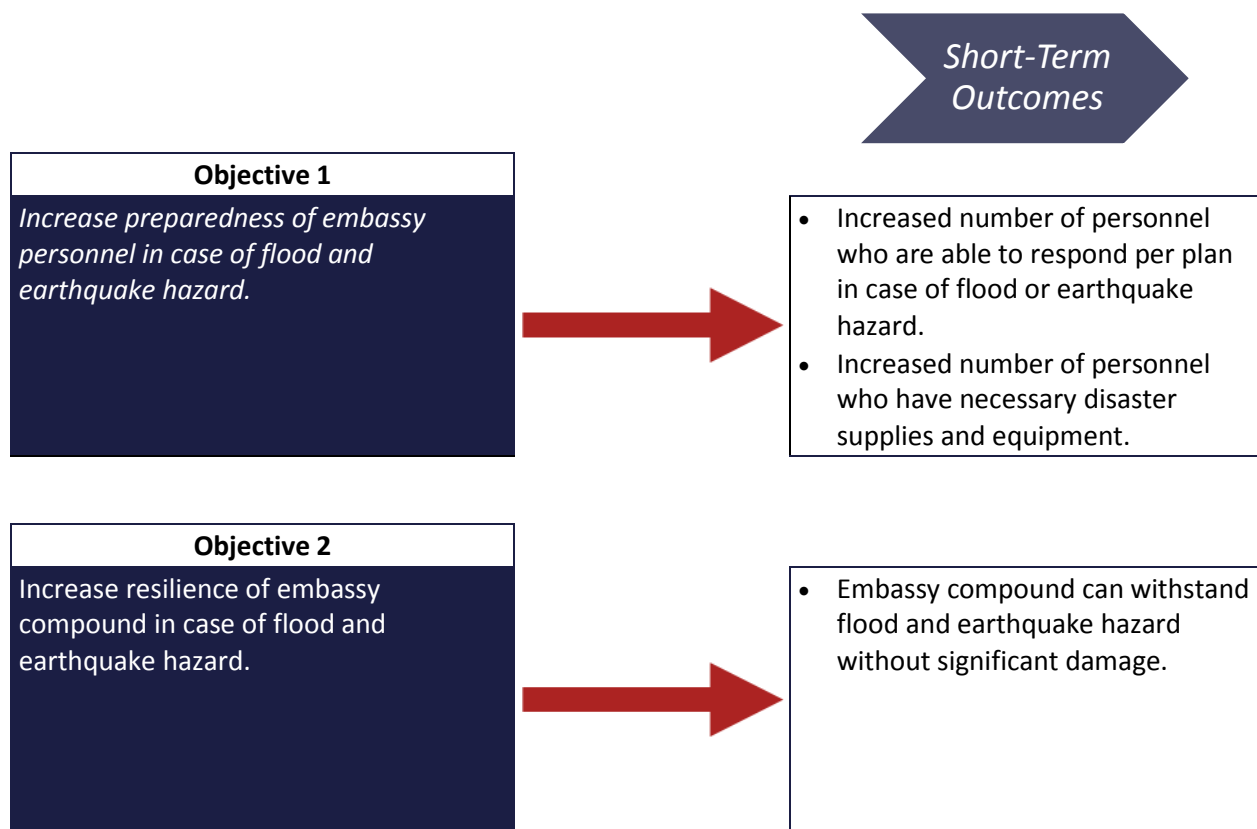 Short-Term
Outcomes
Objective 1
Increase preparedness of embassy
personnel in case of flood and
earthquake hazard.
• Increased number of personnel
who are able to respond per plan
in case of flood or earthquake
hazard.
• Increased number of personnel
who have necessary disaster
supplies and equipment.
Objective 2
Increase resilience of embassy
compound in case of flood and
earthquake hazard.
• Embassy compound can withstand
flood and earthquake hazard
without significant damage.